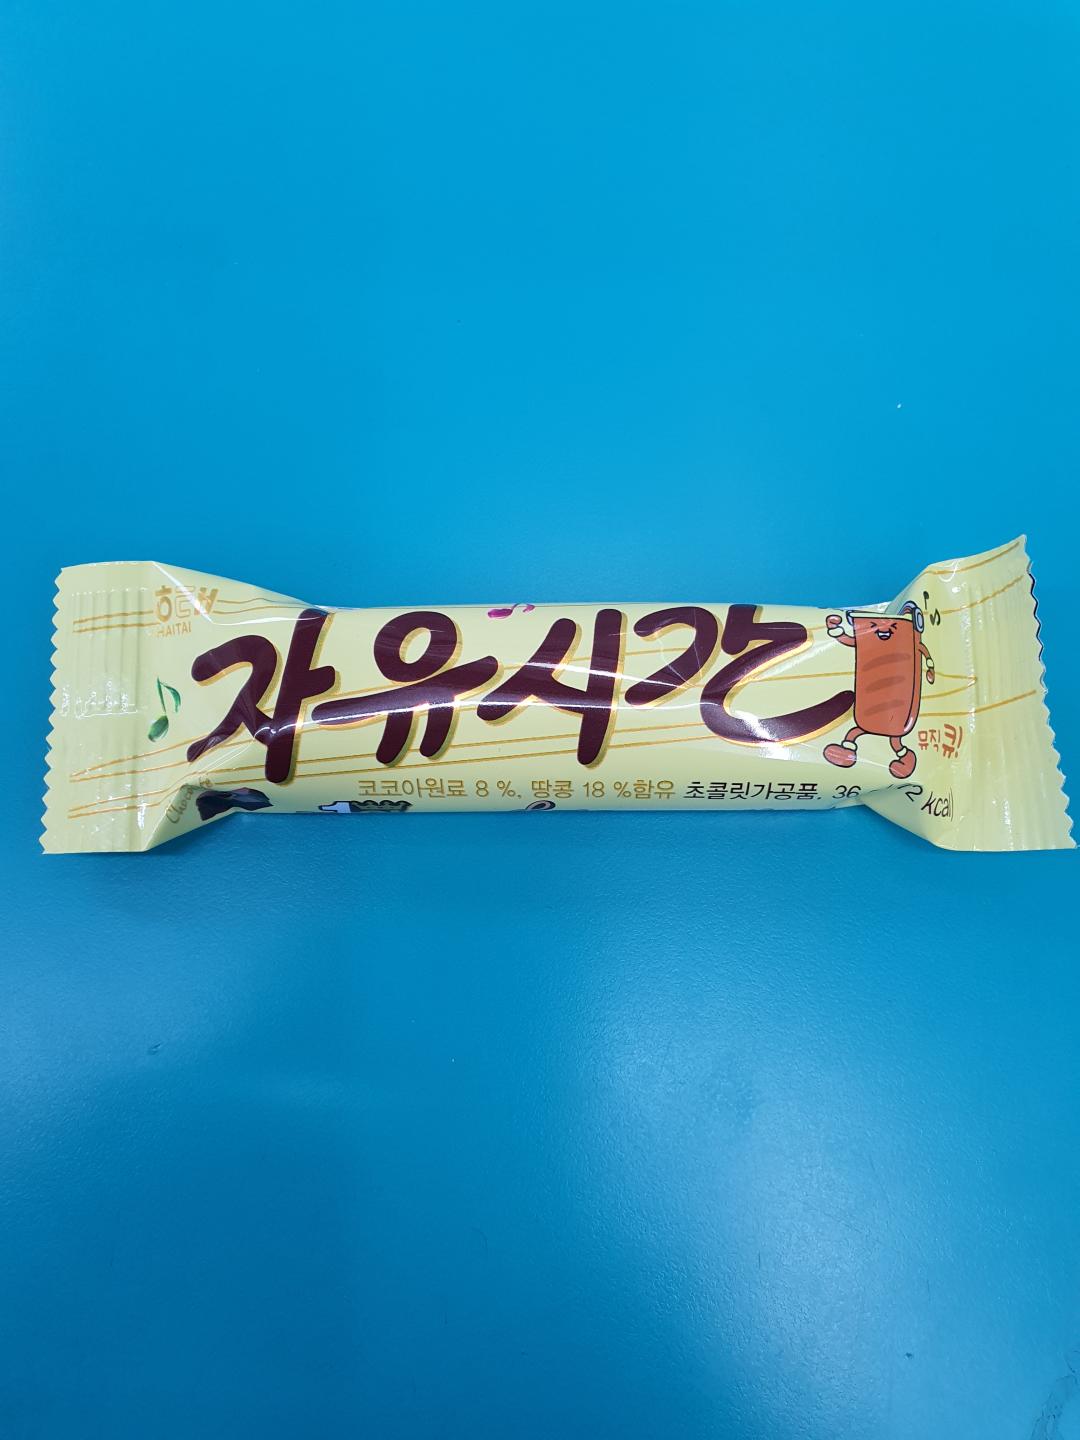 해태
HAITAI
자유시간
뮤직 큐!
코코아원료 8 %, 땅콩 18 %함유 초콜릿가공품, 36
kcal)